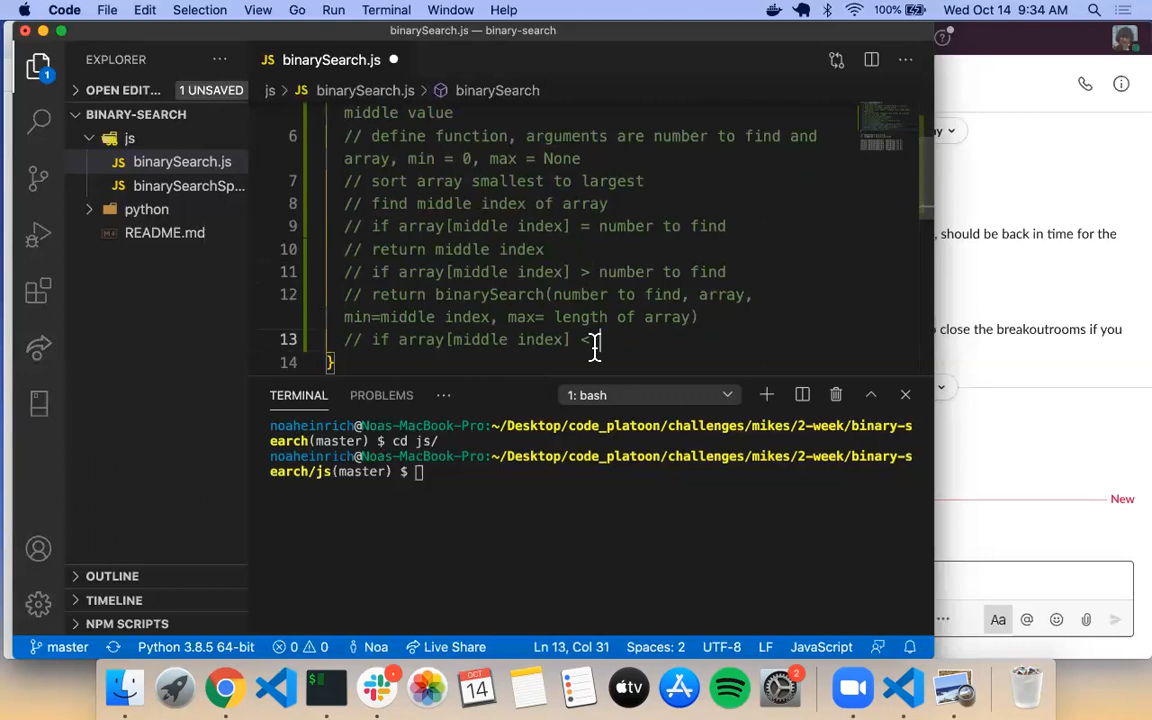 Code File Edit Selection View Go Run Terminal Window Help 100% Wed Oct 14 9:34 AM
binarySearch.js — binary-search
EXPLORER
OPEN EDIT... 1 UNSAVED
BINARY-SEARCH
js
JS binarySearch.js
JS binarySearchSp...
python
README.md
OUTLINE
TIMELINE
NPM SCRIPTS
1
JS binarySearch.js
js > JS binarySearch.js > binarySearch
middle value
6 // define function, arguments are number to find and
array, min = 0, max = None
7 // sort array smallest to largest
8 // find middle index of array
9 // if array[middle index] = number to find
10 // return middle index
11 // if array[middle index] > number to find
12 // return binarySearch(number to find, array,
min=middle index, max= length of array)
13 // if array[middle index] <
14 }
TERMINAL PROBLEMS ... 1: bash
noaheinrich@Noas-MacBook-Pro:~/Desktop/code_platoon/challenges/mikes/2-week/binary-s
earch(master) $ cd js/
noaheinrich@Noas-MacBook-Pro:~/Desktop/code_platoon/challenges/mikes/2-week/binary-s
earch/js(master) $
master Python 3.8.5 64-bit 0 0 Noa Live Share Ln 13, Col 31 Spaces: 2 UTF-8 LF JavaScript
, should be back in time for the
close the breakoutrooms if you
New
Aa
OCT
14
tv
2